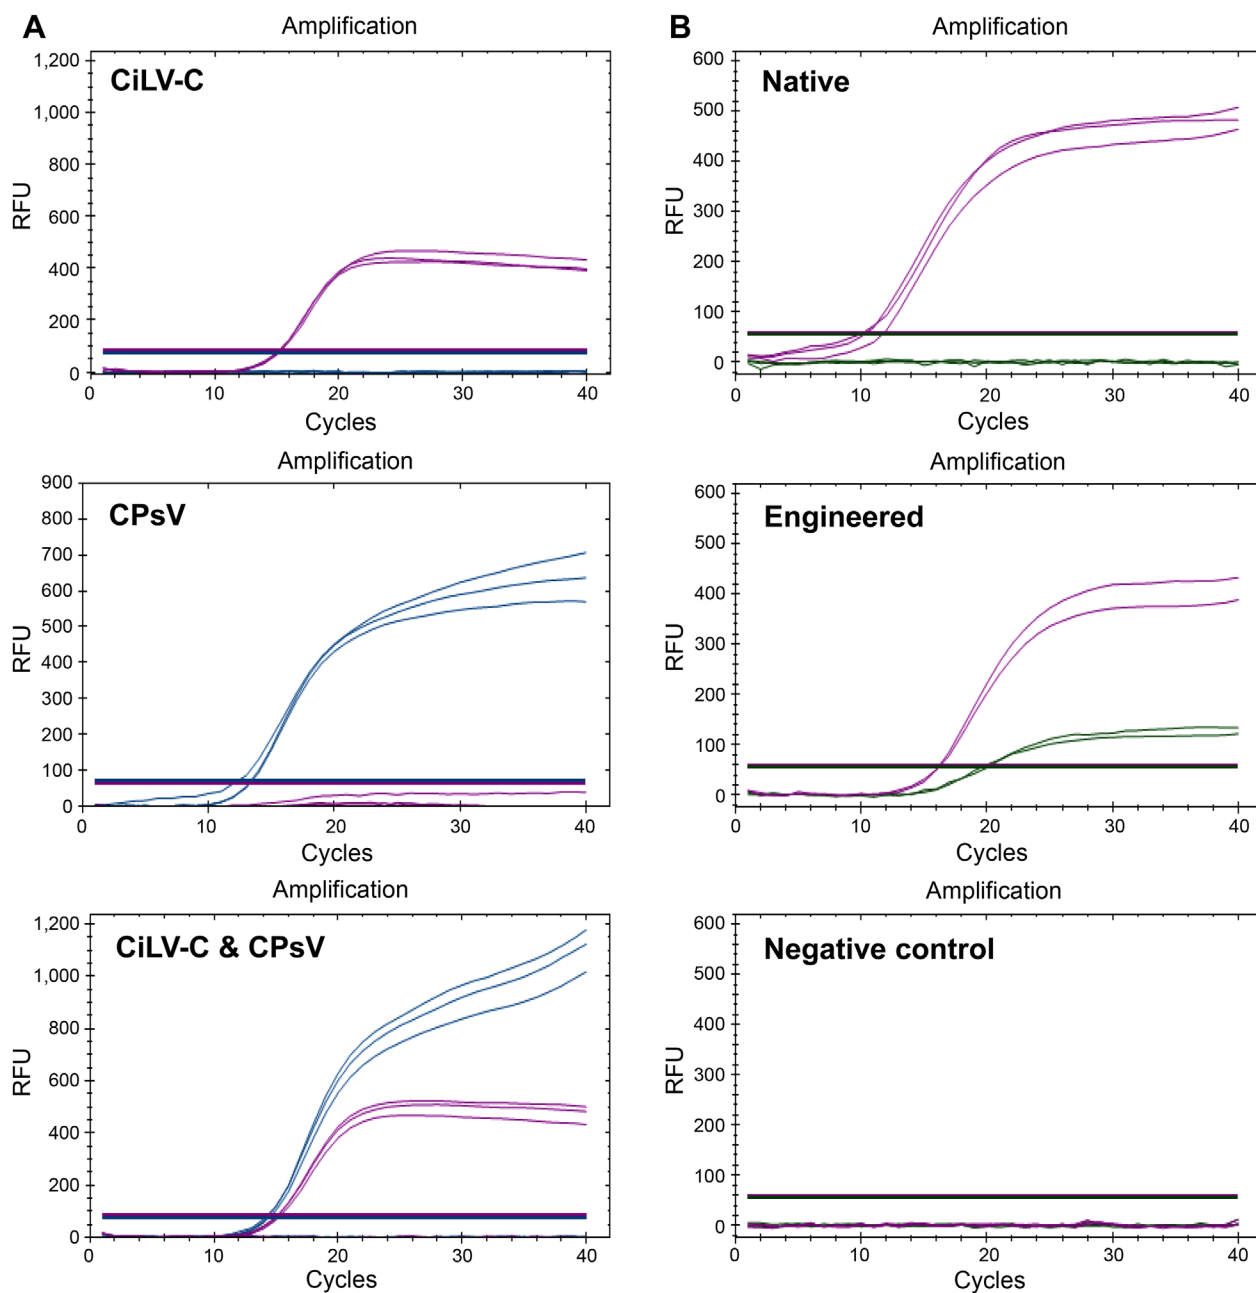 A
Amplification
1,200
1,000
800
600
400
200
0
RFU
CiLV-C
0 10 20 30 40
Cycles
Amplification
900
800
700
600
500
400
300
200
100
0
RFU
CPsV
0 10 20 30 40
Cycles
Amplification
1,200
1,000
800
600
400
200
0
RFU
CiLV-C & CPsV
0 10 20 30 40
Cycles
B
Amplification
600
500
400
300
200
100
0
RFU
Native
0 10 20 30 40
Cycles
Amplification
600
500
400
300
200
100
0
RFU
Engineered
0 10 20 30 40
Cycles
Amplification
600
500
400
300
200
100
0
RFU
Negative control
0 10 20 30 40
Cycles